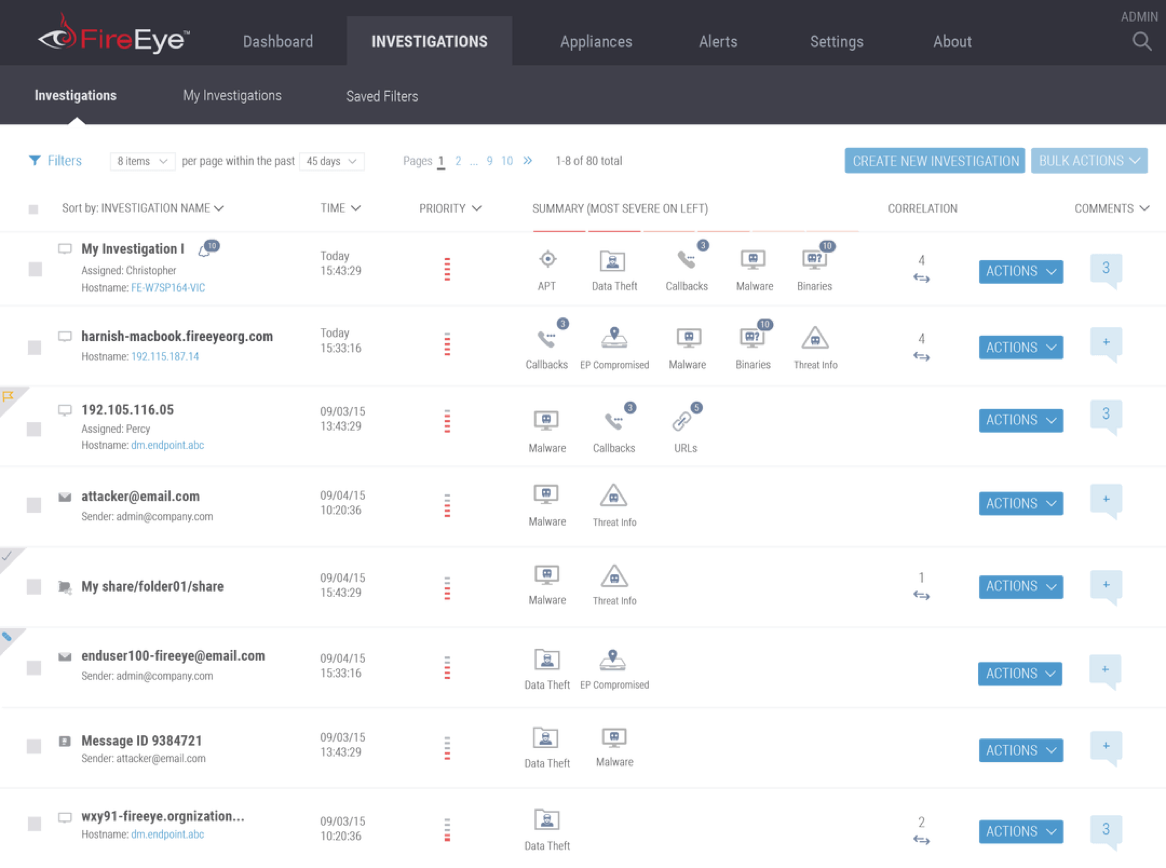 ADMIN
FireEye™
Dashboard
INVESTIGATIONS
Appliances
Alerts
Settings
About
Investigations
My Investigations
Saved Filters
Filters
8 items
per page within the past
45 days
Pages 1 2 ... 9 10 »
1-8 of 80 total
CREATE NEW INVESTIGATION
BULK ACTIONS
Sort by: INVESTIGATION NAME
TIME
PRIORITY
SUMMARY (MOST SEVERE ON LEFT)
CORRELATION
COMMENTS
My Investigation I
10
Assigned: Christopher
Hostname: FE-W7SP164-VIC
Today
15:43:29
APT
Data Theft
3
Callbacks
Malware
10
Binaries
4
ACTIONS
3
harnish-macbook.fireeyeorg.com
Hostname: 192.115.187.14
Today
15:33:16
3
Callbacks
EP Compromised
Malware
10
Binaries
Threat Info
4
ACTIONS
+
192.105.116.05
Assigned: Percy
Hostname: dm.endpoint.abc
09/03/15
13:43:29
Malware
3
Callbacks
5
URLs
ACTIONS
3
attacker@email.com
Sender: admin@company.com
09/04/15
10:20:36
Malware
Threat Info
ACTIONS
+
My share/folder01/share
09/04/15
15:43:29
Malware
Threat Info
1
ACTIONS
+
enduser100-fireeye@email.com
Sender: admin@company.com
09/04/15
15:33:16
Data Theft
EP Compromised
ACTIONS
+
Message ID 9384721
Sender: attacker@email.com
09/03/15
13:43:29
Data Theft
Malware
ACTIONS
+
wxy91-fireeye.orgnization...
Hostname: dm.endpoint.abc
09/03/15
10:20:36
Data Theft
2
ACTIONS
3